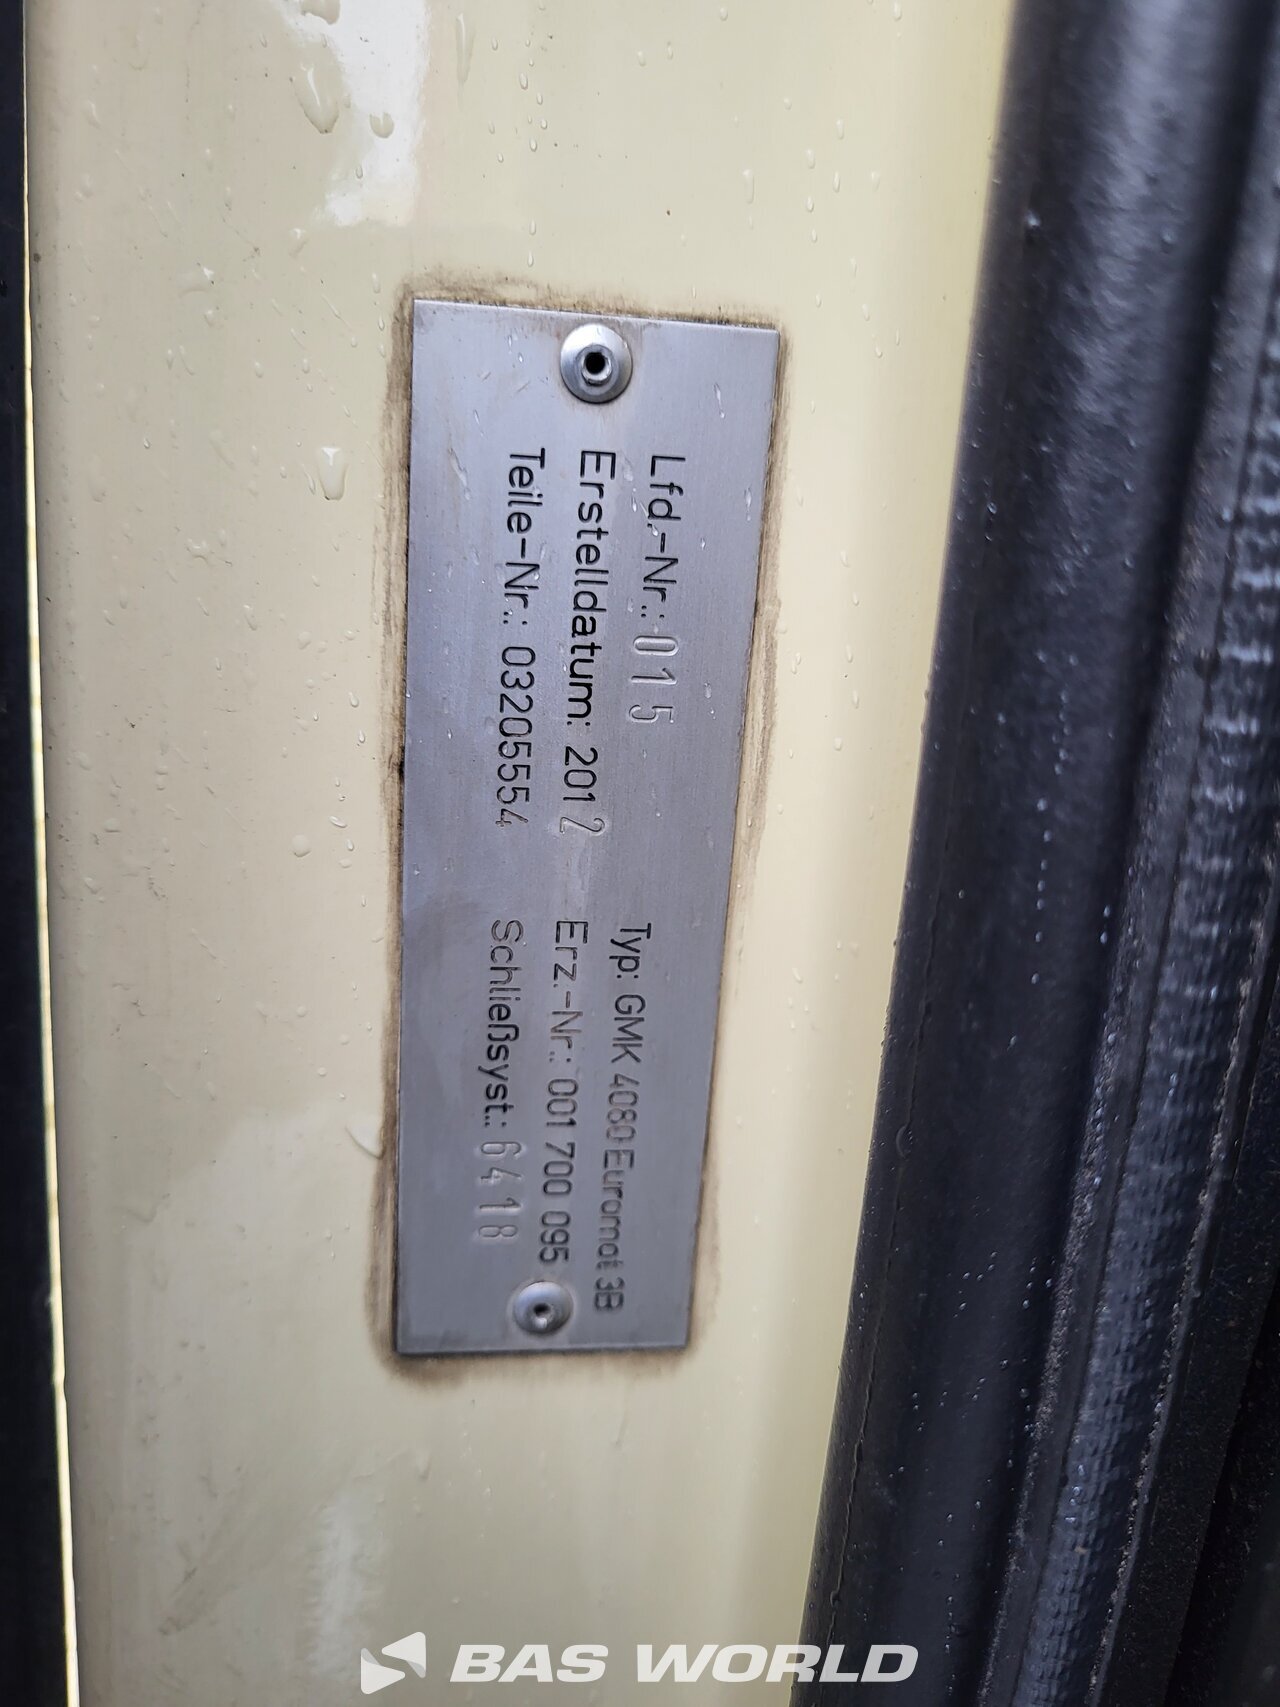 Lfd.-Nr.: 015 Typ: GMK 4080 Euromot 3B
Erstelldatum: 2012 Erz.-Nr.: 001 700 095
Teile-Nr.: 03205554 Schließsyst.: 6418
BAS WORLD